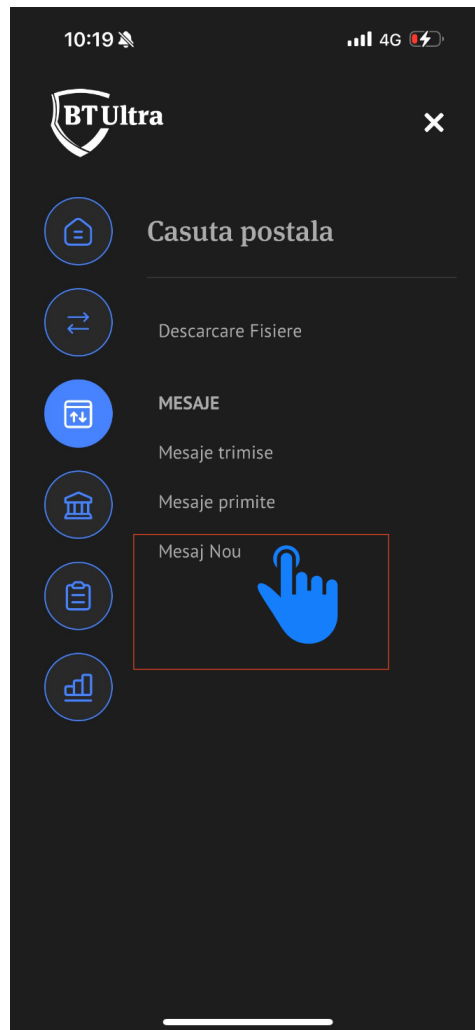 10:19
4G
BT Ultra
Casuta postala
Descarcare Fisiere
MESAJE
Mesaje trimise
Mesaje primite
Mesaj Nou